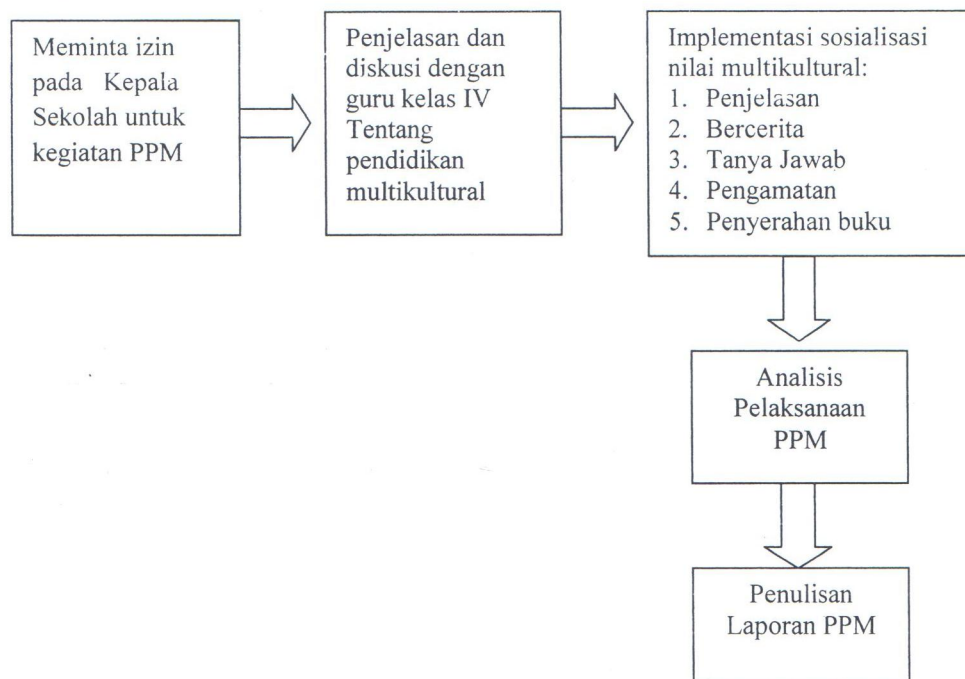 Meminta izin
pada Kepala
Sekolah untuk
kegiatan PPM
Penjelasan dan
diskusi dengan
guru kelas IV
Tentang
pendidikan
multikultural
Implementasi sosialisasi
nilai multikultural:
1. Penjelasan
2. Bercerita
3. Tanya Jawab
4. Pengamatan
5. Penyerahan buku
Analisis
Pelaksanaan
PPM
Penulisan
Laporan PPM